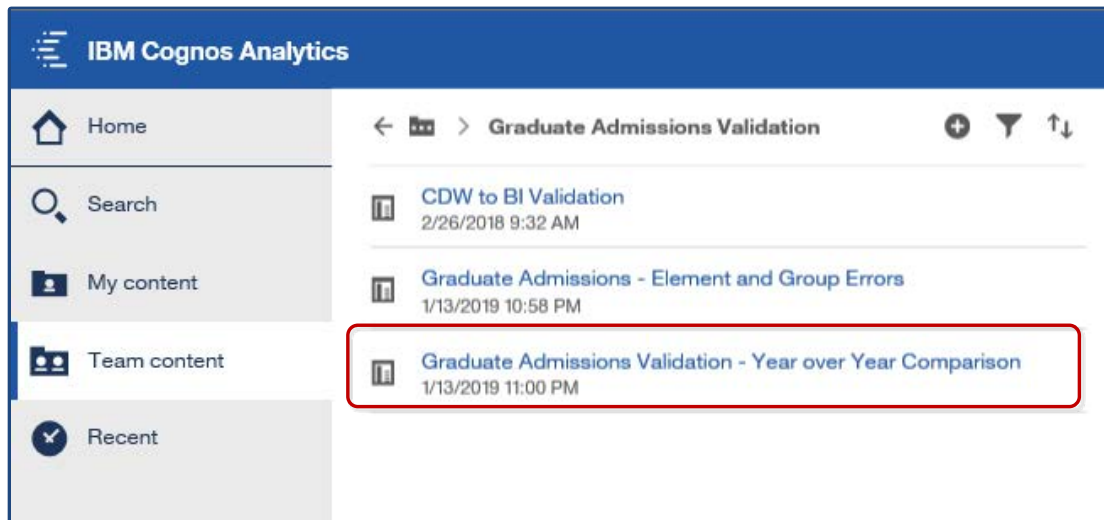 IBM Cognos Analytics
Home
Search
My content
Team content
Recent
Graduate Admissions Validation
CDW to BI Validation
2/26/2018 9:32 AM
Graduate Admissions - Element and Group Errors
1/13/2019 10:58 PM
Graduate Admissions Validation - Year over Year Comparison
1/13/2019 11:00 PM